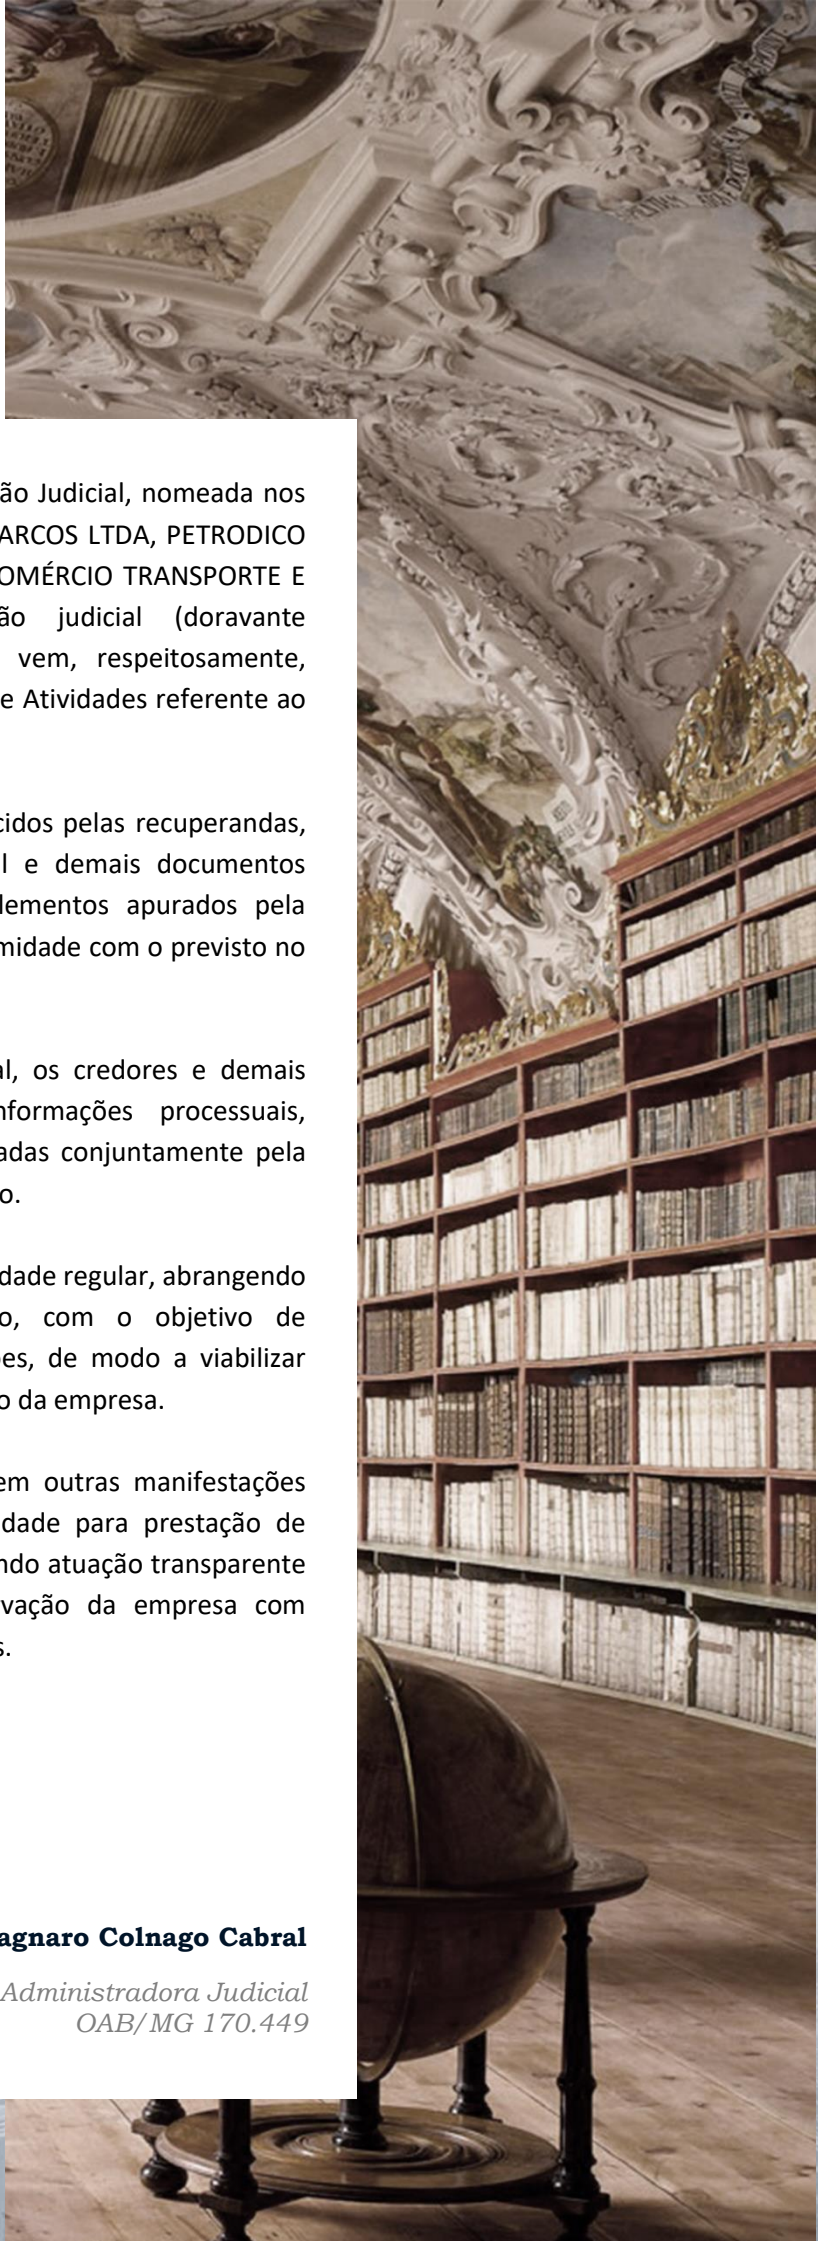 ão Judicial, nomeada nos
ARCOS LTDA, PETRODICO
OMÉRCIO TRANSPORTE E
ão judicial (doravante
vem, respeitosamente,
e Atividades referente ao
cidos pelas recuperandas,
l e demais documentos
lementos apurados pela
midade com o previsto no
al, os credores e demais
nformações processuais,
adas conjuntamente pela
o.
dade regular, abrangendo
o, com o objetivo de
ões, de modo a viabilizar
o da empresa.
em outras manifestações
idade para prestação de
ndo atuação transparente
vação da empresa com
s.
agnaro Colnago Cabral
Administradora Judicial
OAB/MG 170.449